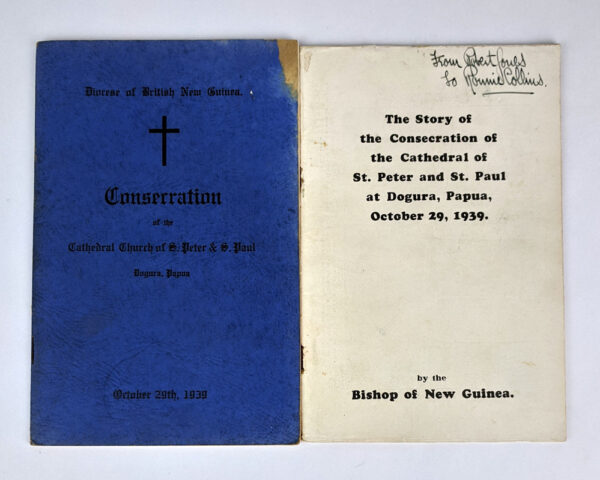 Diocese of British New Guinea.
Consecration
of the
Cathedral Church of S. Peter & S. Paul
Dogura, Papua
October 29th, 1939
From Robert Jones
to Ronnie Collins.
The Story of
the Consecration of
the Cathedral of
St. Peter and St. Paul
at Dogura, Papua,
October 29, 1939.
by the
Bishop of New Guinea.